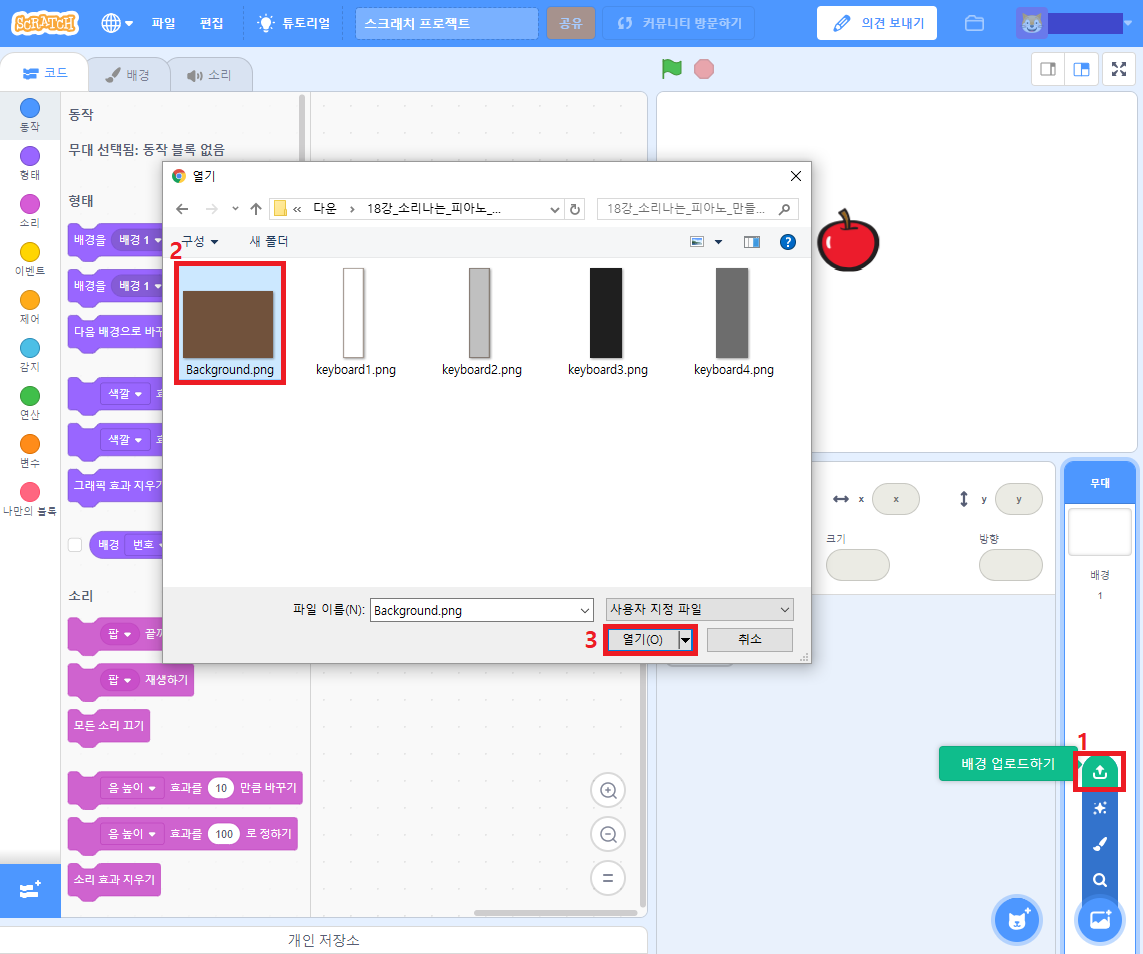 SCRATCH
파일
편집
튜토리얼
스크래치 프로젝트
공유
커뮤니티 방문하기
의견 보내기
코드
배경
소리
동작
형태
소리
이벤트
제어
감지
연산
변수
나만의 블록
동작
무대 선택됨: 동작 블록 없음
형태
배경을 배경 1
배경을 배경 1
다음 배경으로 바꾸
색깔
색깔
그래픽 효과 지우기
배경 번호
소리
팝 끝까
팝 재생하기
모든 소리 끄기
음 높이 효과를 10 만큼 바꾸기
음 높이 효과를 100 로 정하기
소리 효과 지우기
개인 저장소
열기
« 다운 › 18강_소리나는_피아노_...
18강_소리나는_피아노_만들...
구성
새 폴더
2
Background.png
keyboard1.png
keyboard2.png
keyboard3.png
keyboard4.png
파일 이름(N):
Background.png
사용자 지정 파일
3
열기(O)
취소
x
x
y
y
크기
방향
무대
배경
1
1
배경 업로드하기